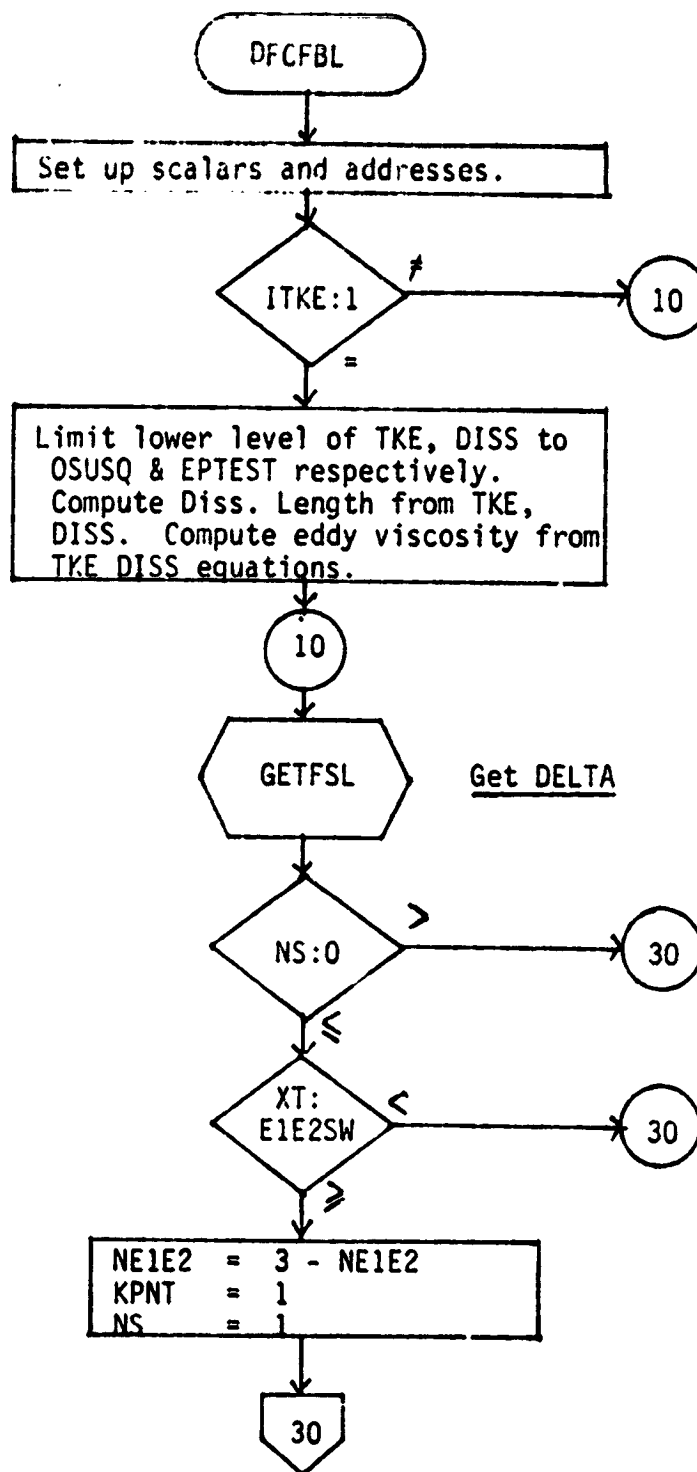 DFCFBL
Set up scalars and addresses.
ITKE:1
≠
10
=
Limit lower level of TKE, DISS to
OSUSQ & EPTEST respectively.
Compute Diss. Length from TKE,
DISS. Compute eddy viscosity from
TKE DISS equations.
10
GETFSL
Get DELTA
NS:0
>
30
≤
XT:
E1E2SW
<
30
≥
NE1E2 = 3 - NE1E2
KPNT = 1
NS = 1
30